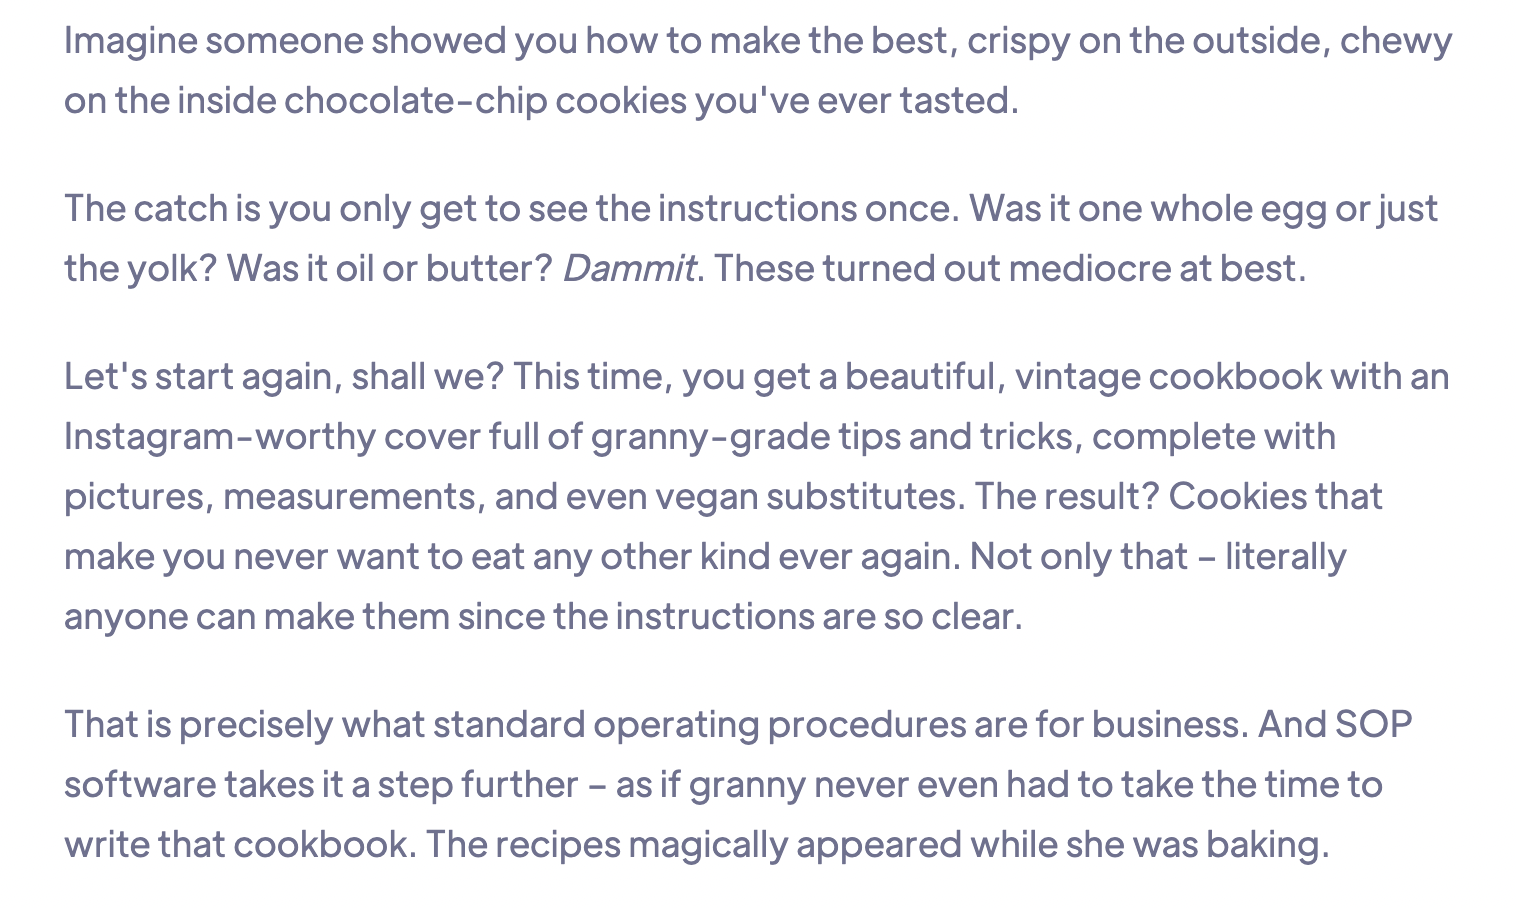 Imagine someone showed you how to make the best, crispy on the outside, chewy
on the inside chocolate-chip cookies you've ever tasted.
The catch is you only get to see the instructions once. Was it one whole egg or just
the yolk? Was it oil or butter? Dammit. These turned out mediocre at best.
Let's start again, shall we? This time, you get a beautiful, vintage cookbook with an
Instagram-worthy cover full of granny-grade tips and tricks, complete with
pictures, measurements, and even vegan substitutes. The result? Cookies that
make you never want to eat any other kind ever again. Not only that – literally
anyone can make them since the instructions are so clear.
That is precisely what standard operating procedures are for business. And SOP
software takes it a step further – as if granny never even had to take the time to
write that cookbook. The recipes magically appeared while she was baking.